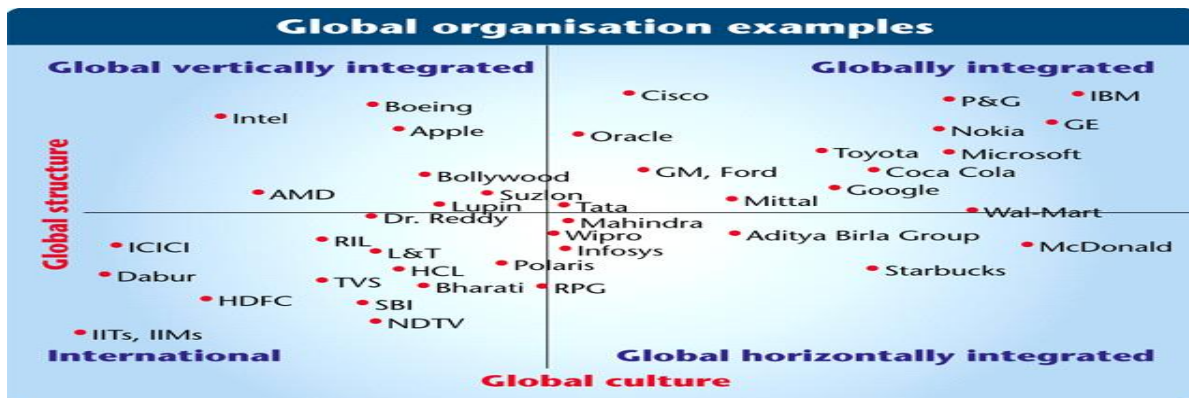 Global organisation examples
Global vertically integrated
Globally integrated
Intel
Boeing
Apple
Cisco
Oracle
P&G
IBM
Nokia
GE
Toyota
Microsoft
Bollywood
GM, Ford
Coca Cola
AMD
Suzlon
Google
Lupin
Tata
Mittal
Wal-Mart
Global structure
Dr. Reddy
Mahindra
ICICI
RIL
L&T
Wipro
Infosys
Aditya Birla Group
McDonald
Dabur
TVS
HCL
Polaris
Starbucks
HDFC
Bharati
RPG
SBI
NDTV
IITs, IIMs
International
Global horizontally integrated
Global culture